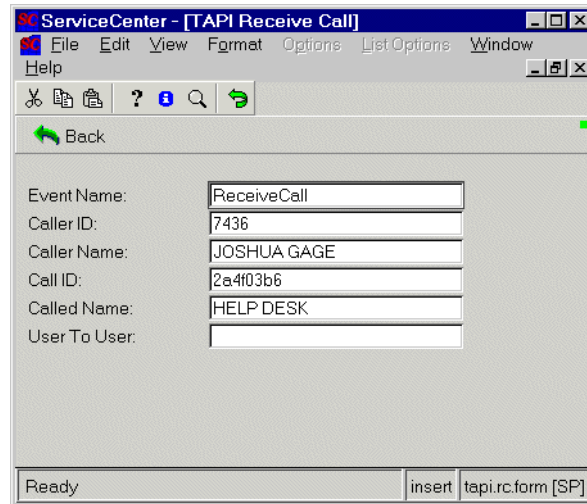 SC ServiceCenter - [TAPI Receive Call]
SC File Edit View Format Options List Options Window
Help
? i
Back
Event Name: ReceiveCall
Caller ID: 7436
Caller Name: JOSHUA GAGE
Call ID: 2a4f03b6
Called Name: HELP DESK
User To User:
Ready insert tapi.rc.form [SP]